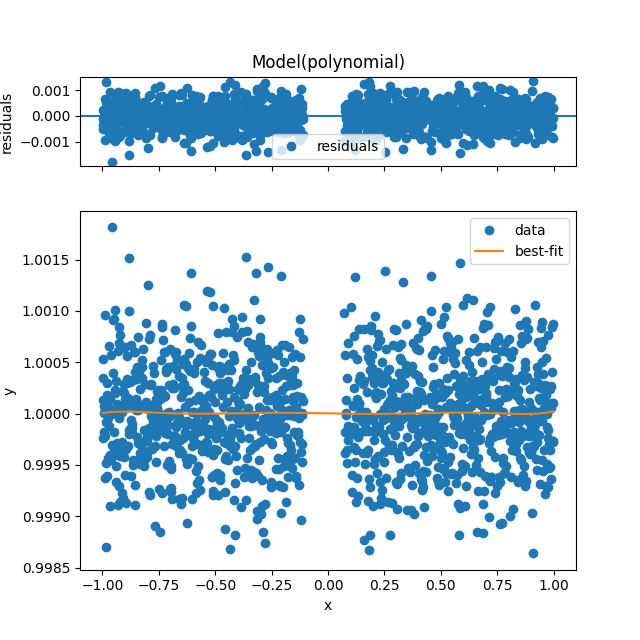 Model(polynomial)
residuals
0.001
0.000
−0.001
residuals
y
1.0015
1.0010
1.0005
1.0000
0.9995
0.9990
0.9985
data
best-fit
−1.00 −0.75 −0.50 −0.25 0.00 0.25 0.50 0.75 1.00
x